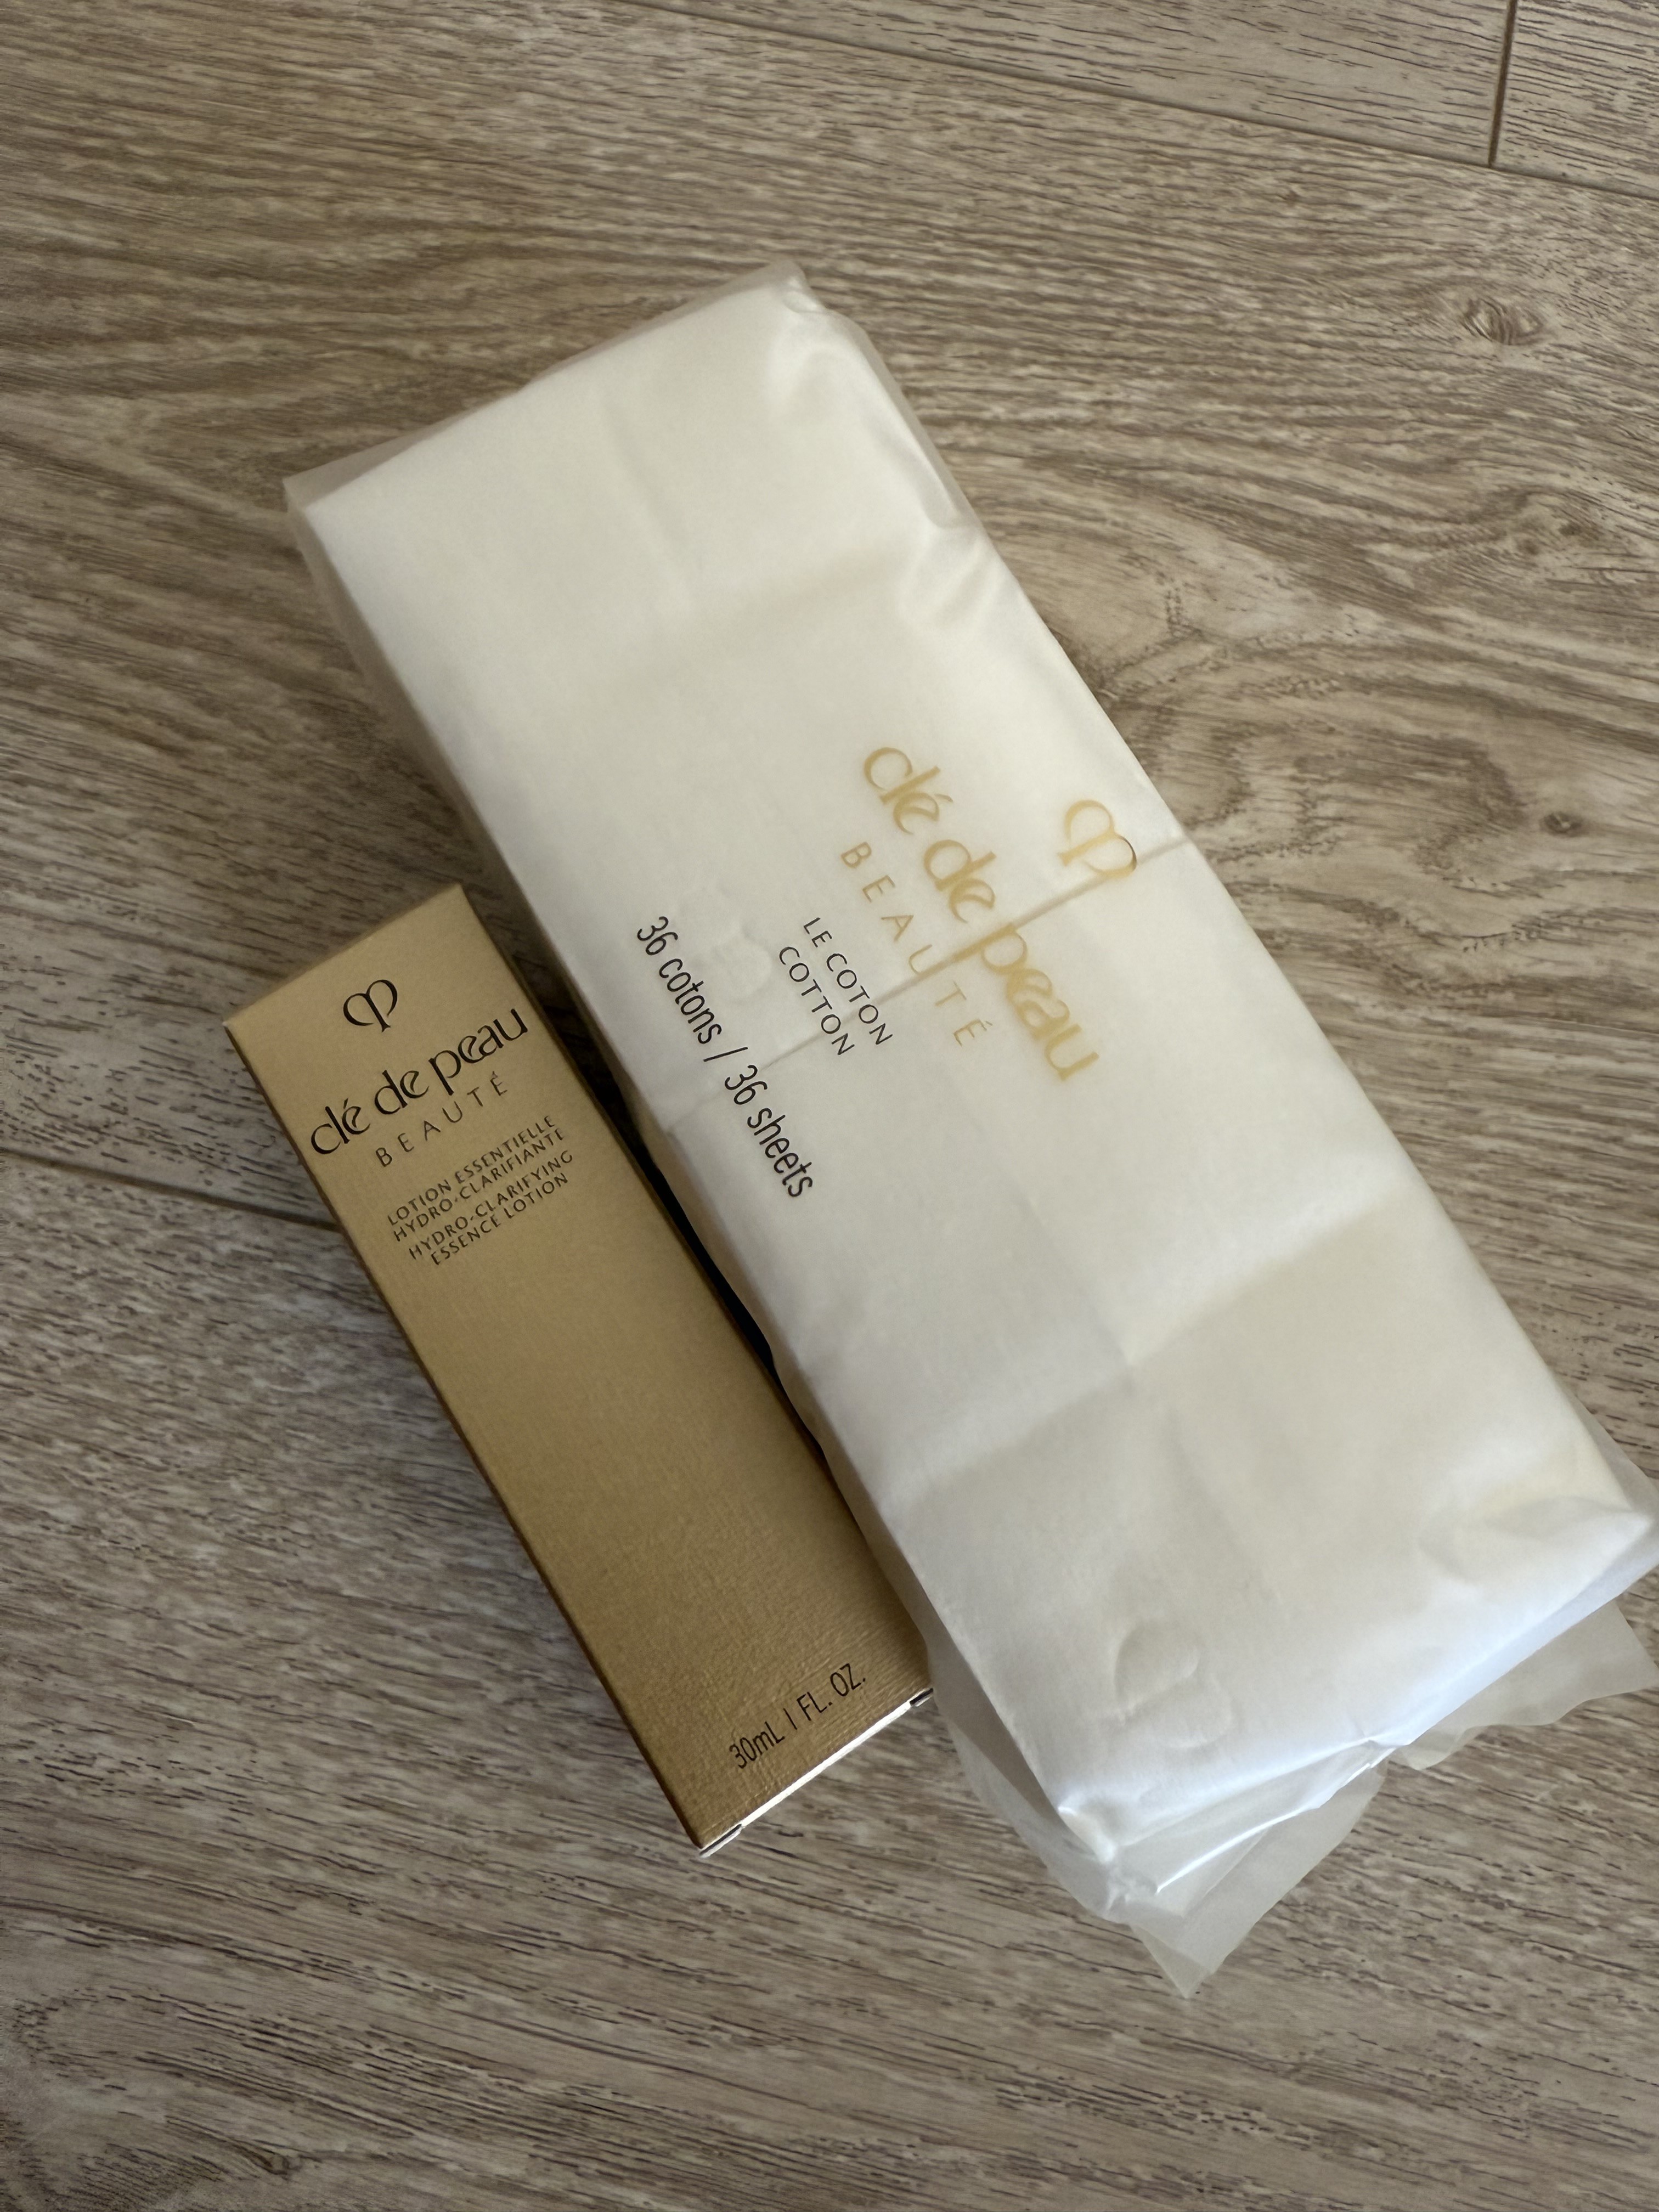 clé de peau
BEAUTÉ
LE COTON
COTTON
36 cotons / 36 sheets
clé de peau
BEAUTÉ
LOTION ESSENTIELLE
HYDRO-CLARIFIANTE
HYDRO-CLARIFYING
ESSENCE LOTION
30mL 1 FL. OZ.